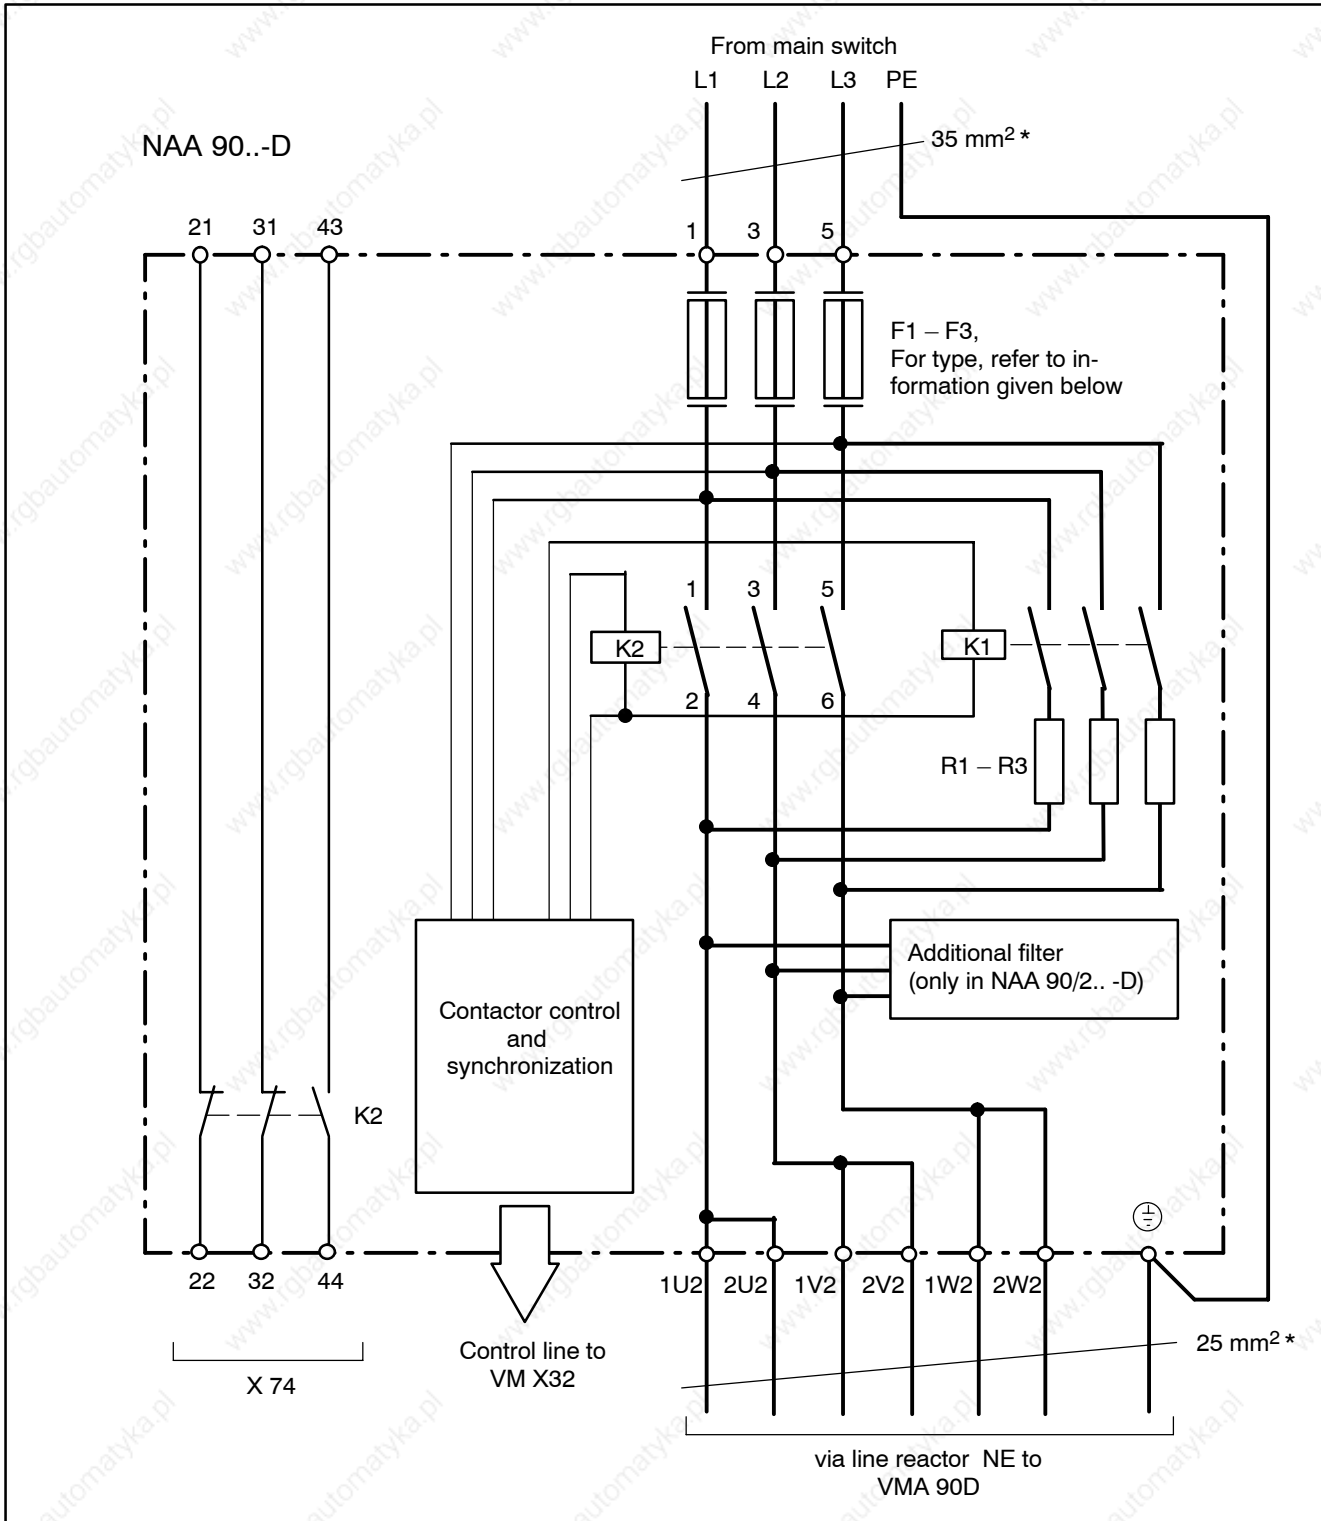 From main switch
L1 L2 L3 PE
NAA 90..-D
35 mm² *
21 31 43
1 3 5
F1 – F3,
For type, refer to in-
formation given below
1 3 5
K2
K1
2 4 6
R1 – R3
Additional filter
(only in NAA 90/2.. -D)
Contactor control
and
synchronization
K2
22 32 44
1U2 2U2 1V2 2V2 1W2 2W2
25 mm² *
Control line to
VM X32
X 74
via line reactor NE to
VMA 90D
www.rgbautomatyka.pl